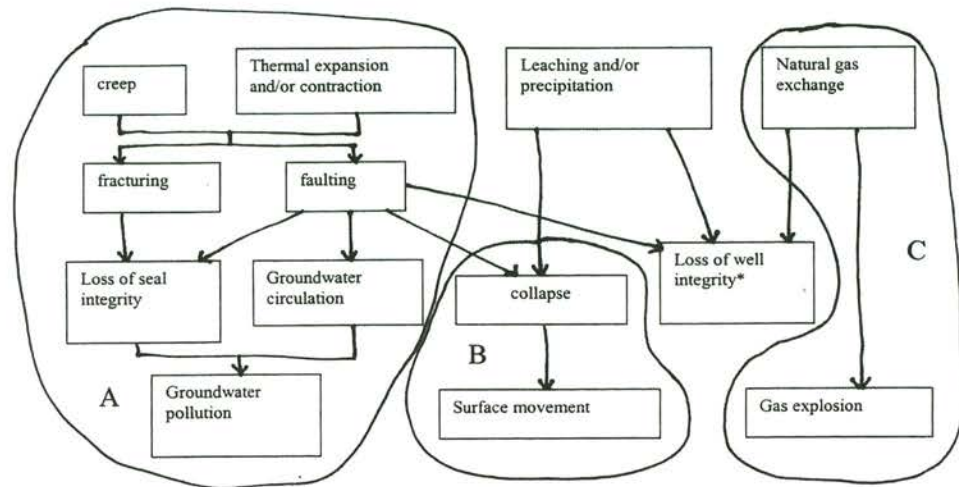 creep
Thermal expansion
and/or contraction
Leaching and/or
precipitation
Natural gas
exchange
fracturing
faulting
Loss of seal
integrity
Groundwater
circulation
collapse
Loss of well
integrity*
C
B
A
Groundwater
pollution
Surface movement
Gas explosion